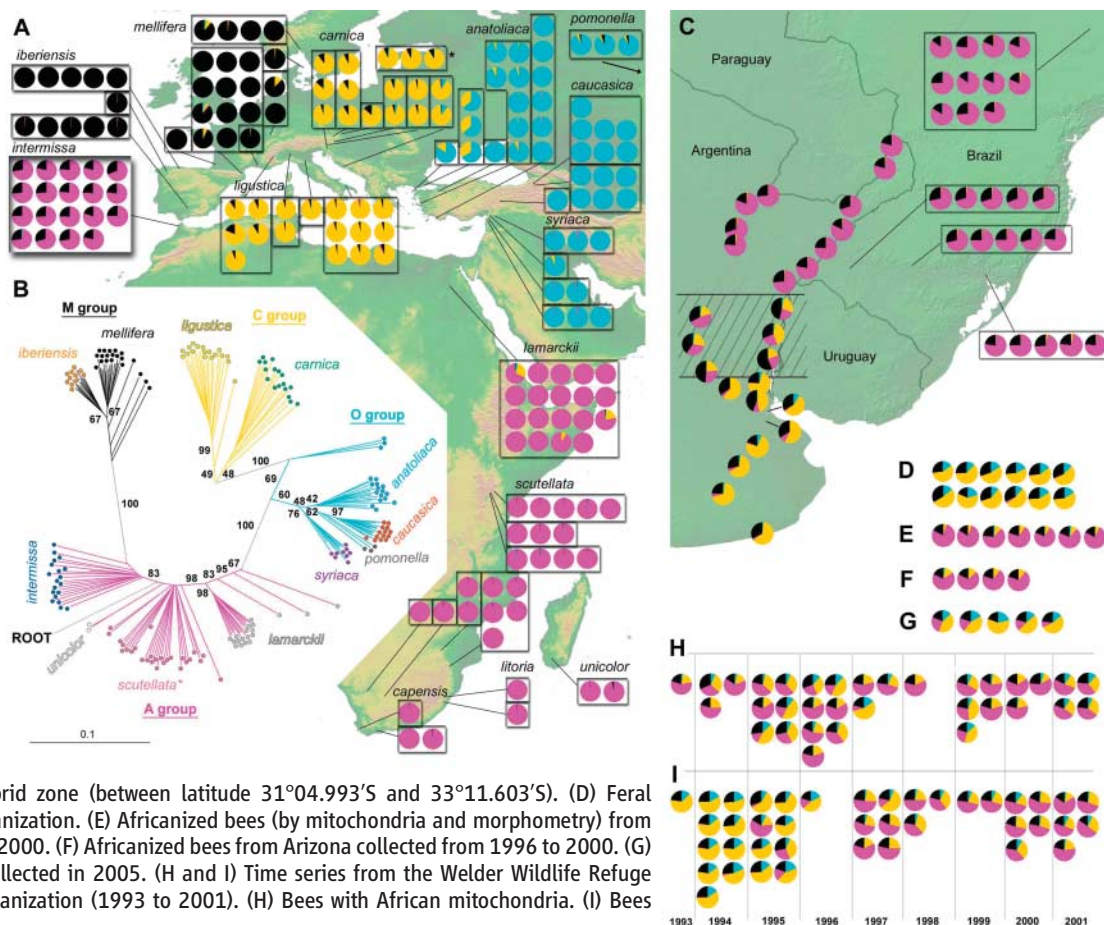 A
mellifera
iberiensis
carnica
anatoliaca
pomonella
*
caucasica
intermissa
ligustica
syriaca
lamarckii
scutellata
litoria
unicolor
capensis
B
M group
mellifera
iberiensis
67
67
ligustica
C group
carnica
99
49
48
100
O group
69
60
48
42
76
62
97
anatoliaca
caucasica
pomonella
syriaca
100
100
intermissa
83
98
83
95
67
98
ROOT
unicolor
scutellata*
lamarckii
A group
0.1
C
Paraguay
Argentina
Brazil
Uruguay
D
E
F
G
H
I
1993
1994
1995
1996
1997
1998
1999
2000
2001
orid zone (between latitude 31°04.993′S and 33°11.603′S). (D) Feral
anization. (E) Africanized bees (by mitochondria and morphometry) from
2000. (F) Africanized bees from Arizona collected from 1996 to 2000. (G)
llected in 2005. (H and I) Time series from the Welder Wildlife Refuge
anization (1993 to 2001). (H) Bees with African mitochondria. (I) Bees